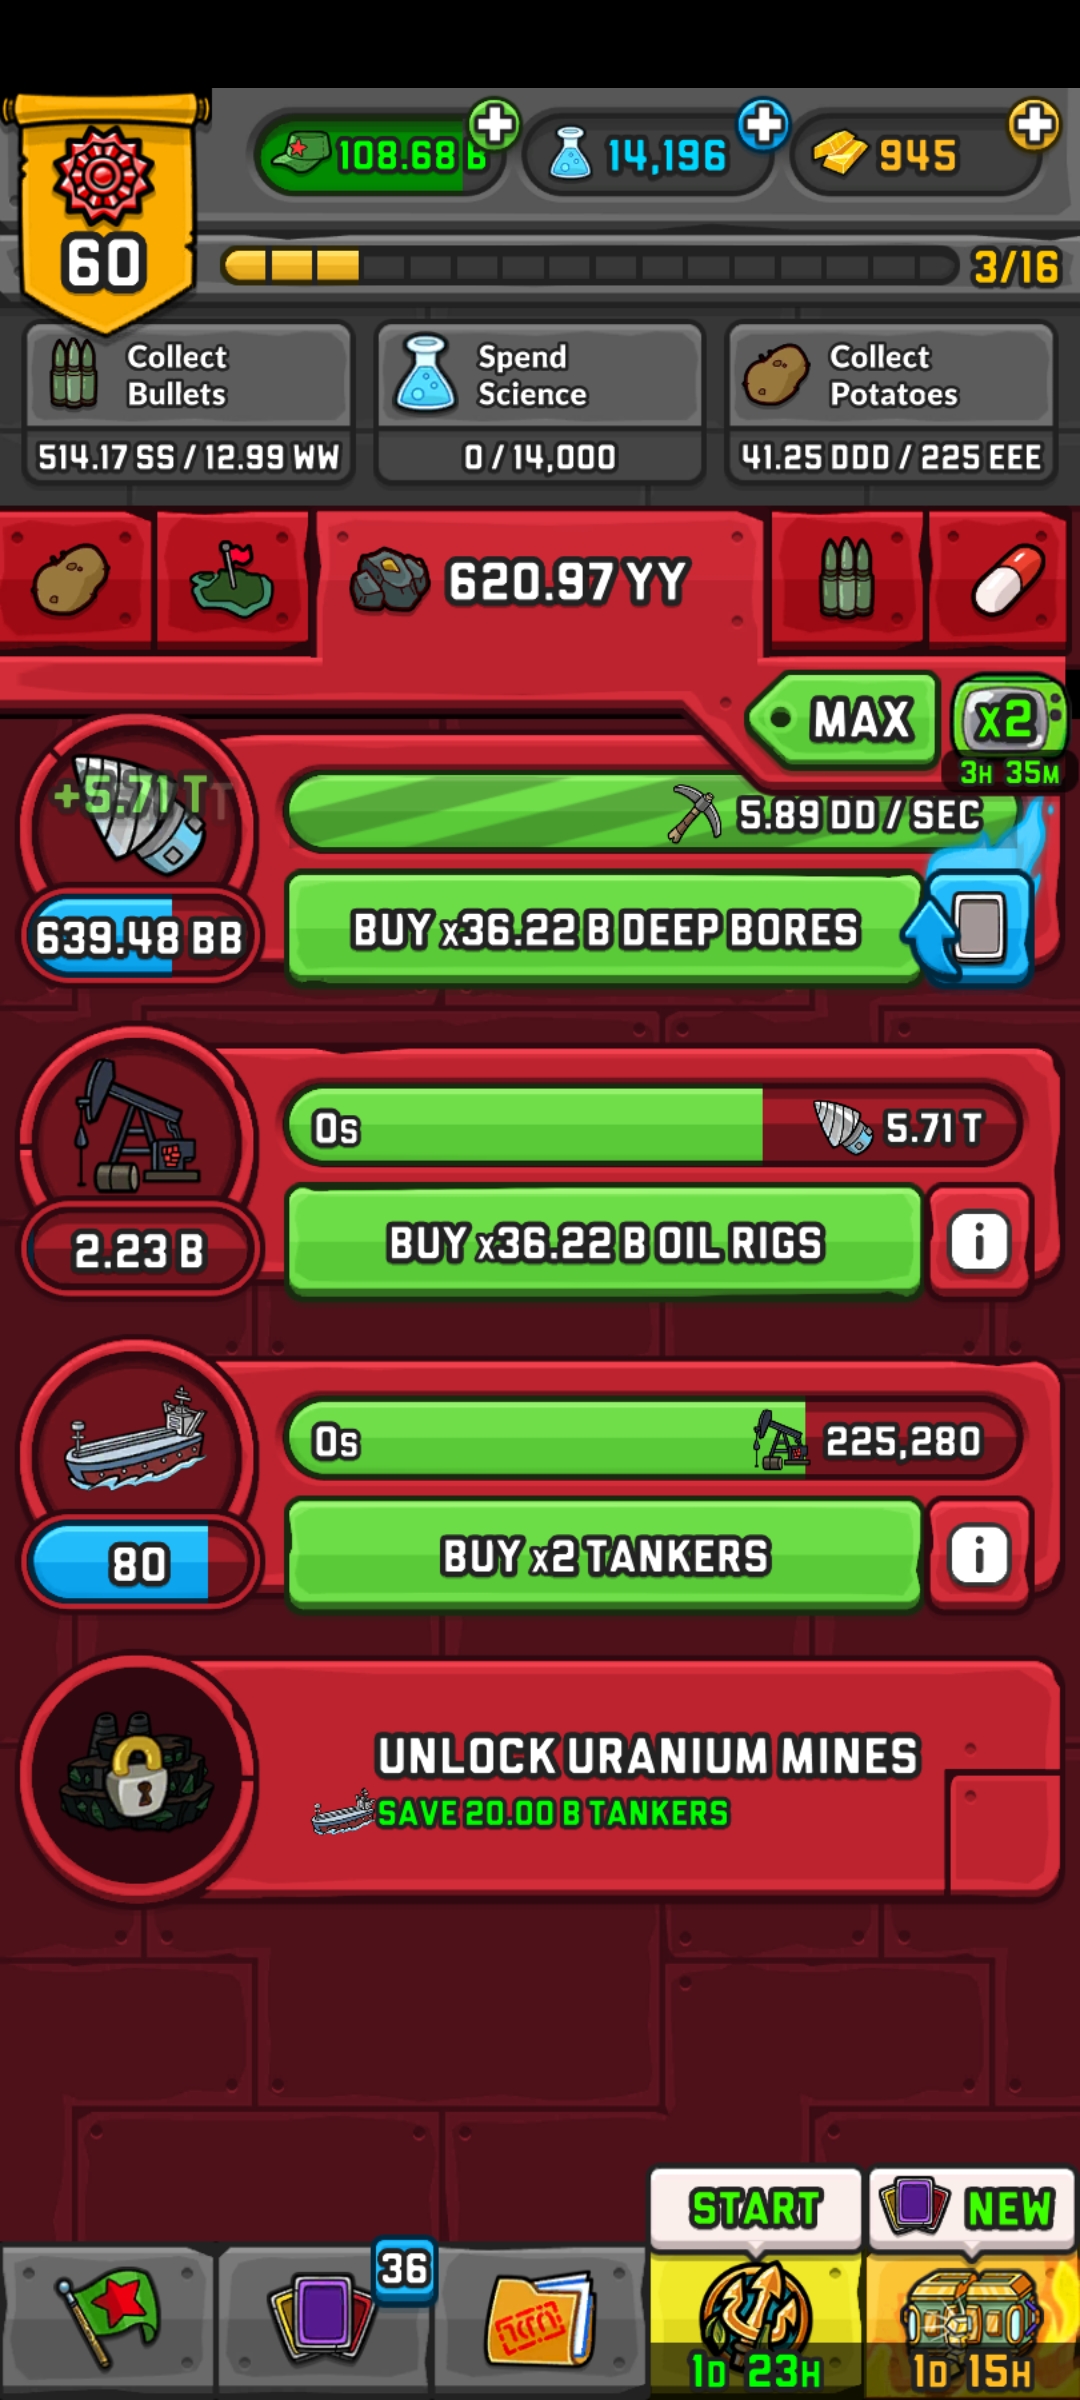 60
108.68 B
14,196
945
3/16
Collect
Bullets
514.17 SS / 12.99 WW
Spend
Science
0 / 14,000
Collect
Potatoes
41.25 DDD / 225 EEE
620.97 YY
MAX
x2
3H 35M
+5.71 T
5.89 DD / SEC
639.48 BB
BUY x36.22 B DEEP BORES
0s
5.71 T
2.23 B
BUY x36.22 B OIL RIGS
0s
225,280
80
BUY x2 TANKERS
UNLOCK URANIUM MINES
SAVE 20.00 B TANKERS
START
NEW
36
1D 23H
1D 15H